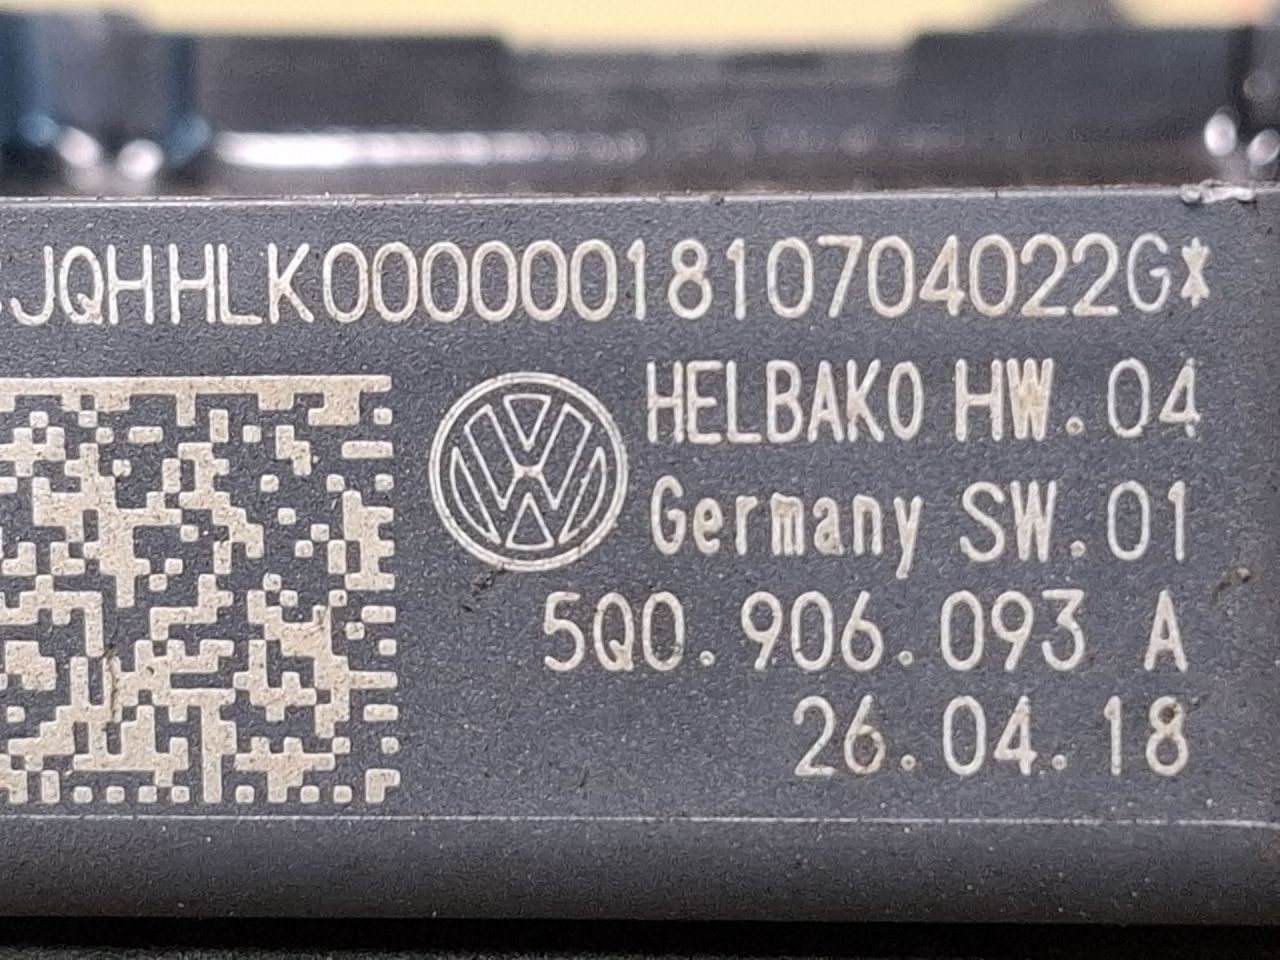 JQHHLK0000001810704022G*
HELBAKO HW.04
Germany SW.01
5Q0.906.093 A
26.04.18